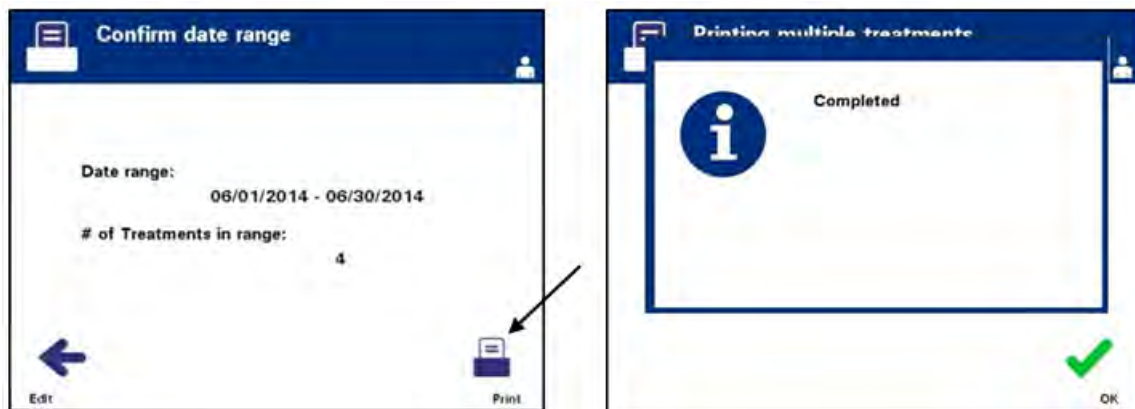 Confirm date range
Date range:
06/01/2014 - 06/30/2014
# of Treatments in range:
4
Edit
Print
Printing multiple treatments
Completed
OK